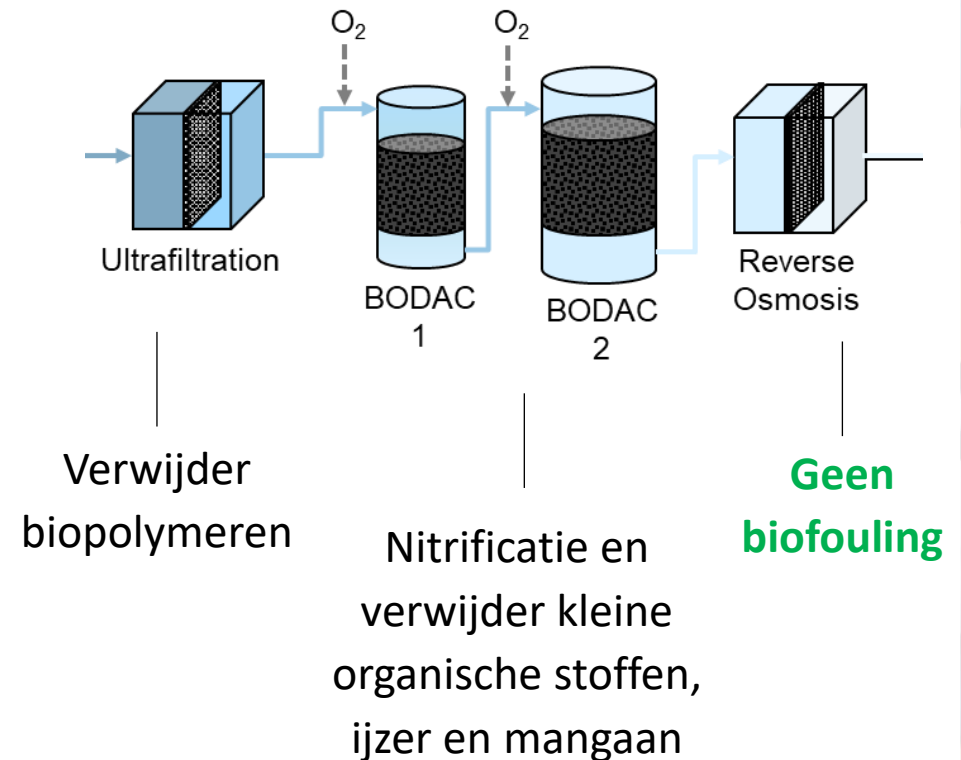 O₂ O₂
Ultrafiltration
BODAC
1
BODAC
2
Reverse
Osmosis
Verwijder
biopolymeren
Nitrificatie en
verwijder kleine
organische stoffen,
ijzer en mangaan
Geen
biofouling